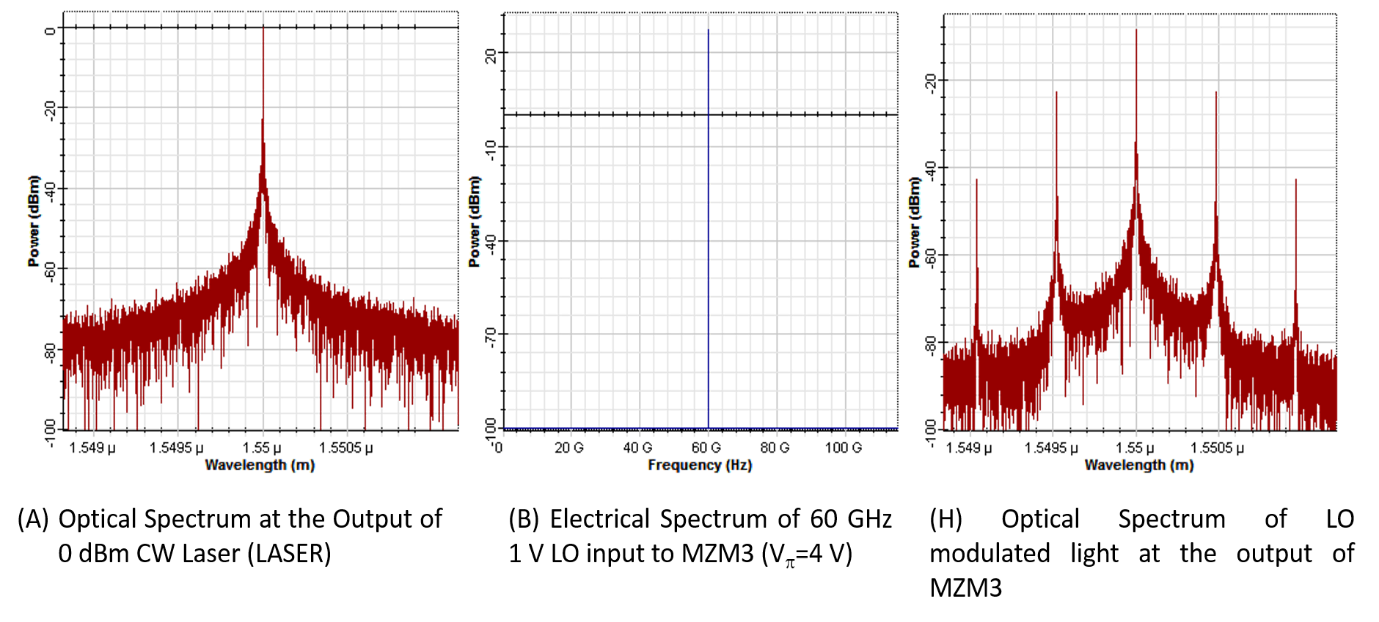 Power (dBm)
0
-20
-40
-60
-80
-100
1.549 µ
1.5495 µ
1.55 µ
1.5505 µ
Wavelength (m)
Power (dBm)
20
-10
-40
-70
-100
0
20 G
40 G
60 G
80 G
100 G
Frequency (Hz)
Power (dBm)
-20
-40
-60
-80
-100
1.549 µ
1.5495 µ
1.55 µ
1.5505 µ
Wavelength (m)
(A) Optical Spectrum at the Output of
0 dBm CW Laser (LASER)
(B) Electrical Spectrum of 60 GHz
1 V LO input to MZM3 (Vπ=4 V)
(H) Optical Spectrum of LO
modulated light at the output of
MZM3